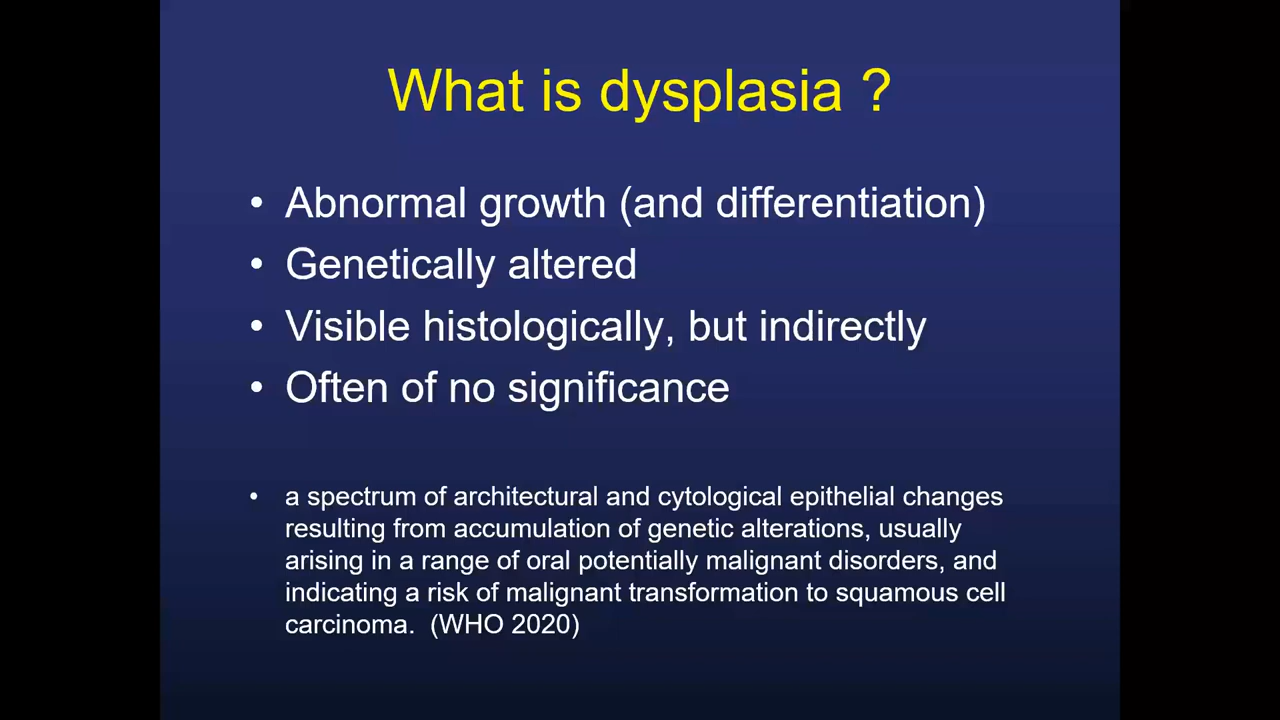 What is dysplasia ?
• Abnormal growth (and differentiation)
• Genetically altered
• Visible histologically, but indirectly
• Often of no significance
• a spectrum of architectural and cytological epithelial changes
resulting from accumulation of genetic alterations, usually
arising in a range of oral potentially malignant disorders, and
indicating a risk of malignant transformation to squamous cell
carcinoma. (WHO 2020)